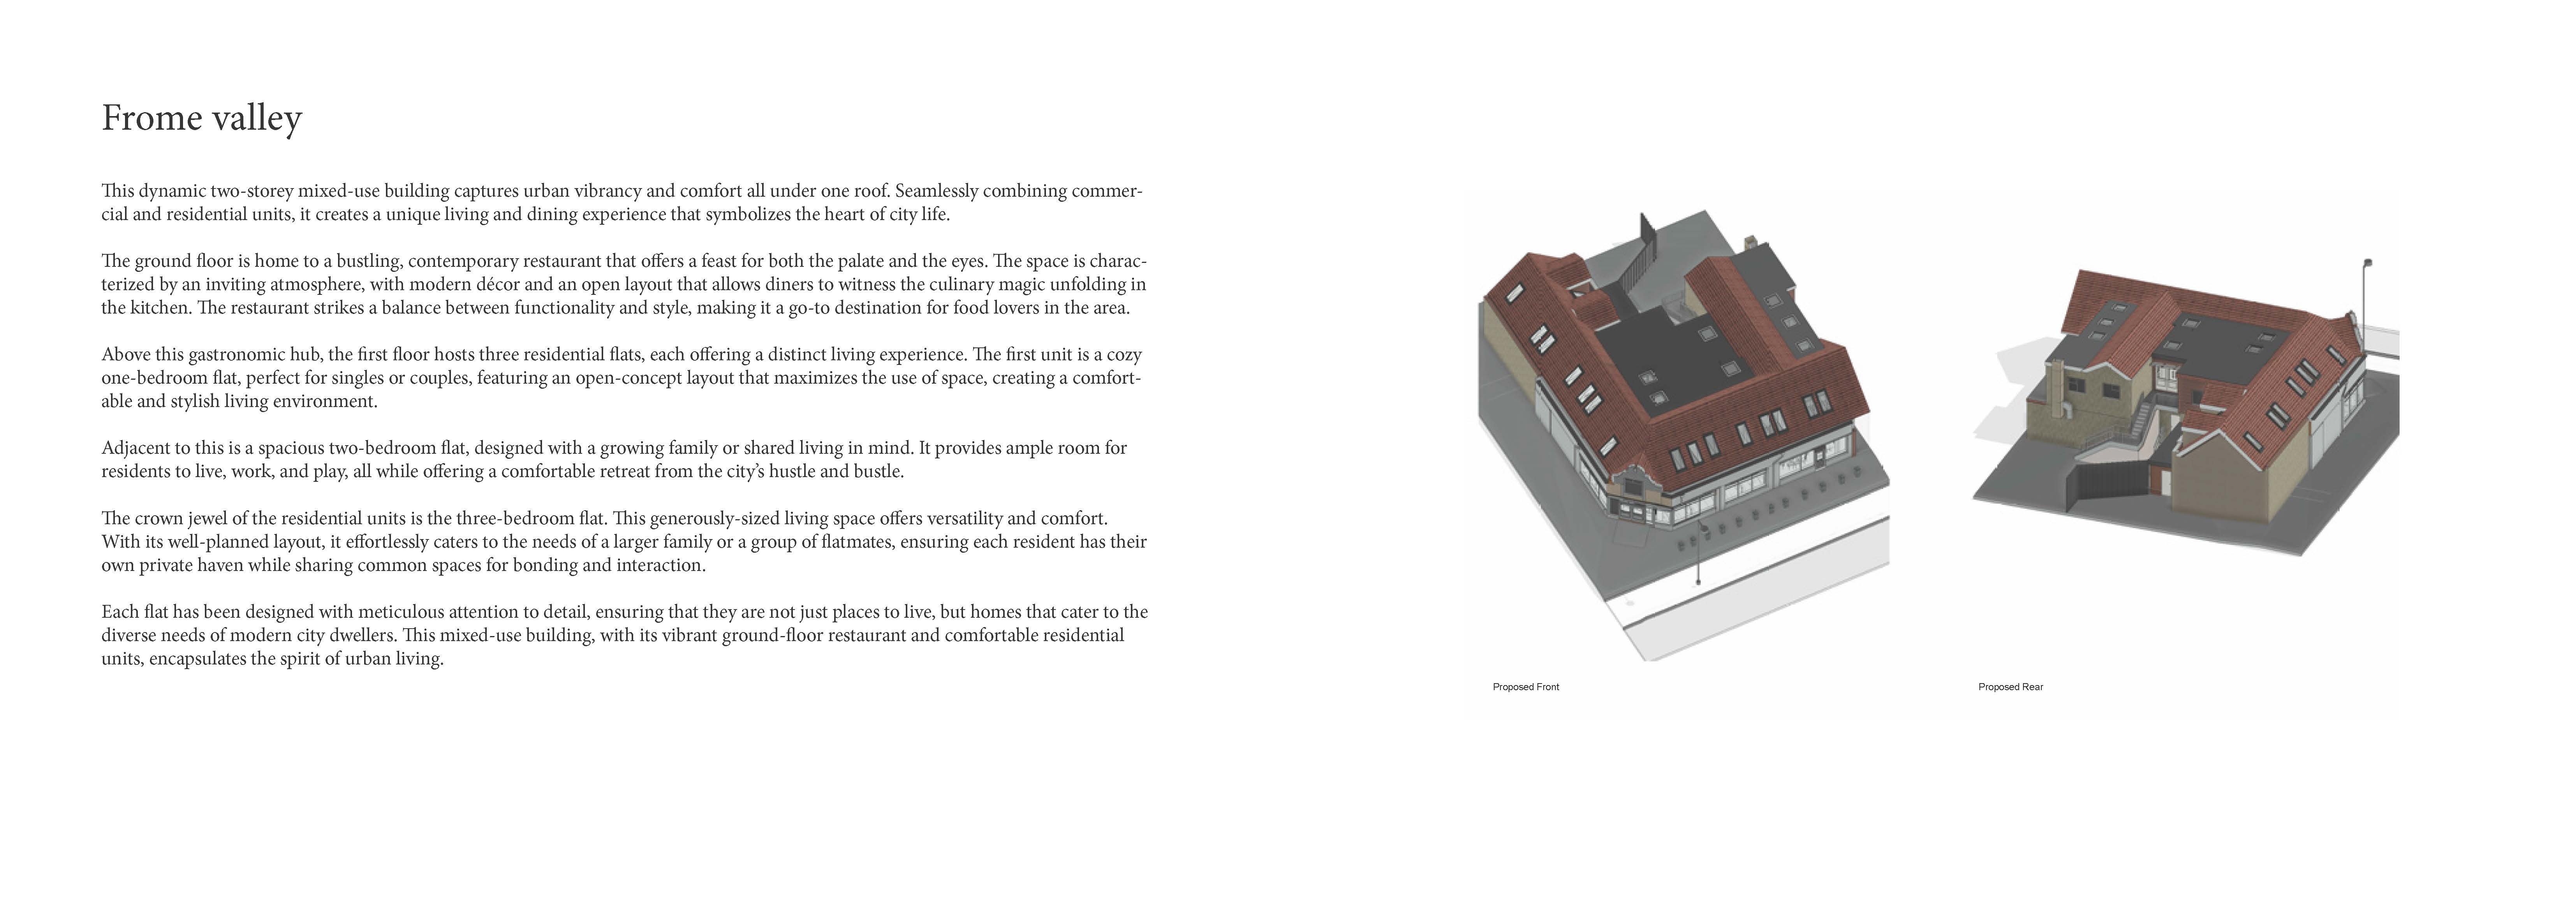 Frome valley
This dynamic two-storey mixed-use building captures urban vibrancy and comfort all under one roof. Seamlessly combining commer-
cial and residential units, it creates a unique living and dining experience that symbolizes the heart of city life.
The ground floor is home to a bustling, contemporary restaurant that offers a feast for both the palate and the eyes. The space is charac-
terized by an inviting atmosphere, with modern décor and an open layout that allows diners to witness the culinary magic unfolding in
the kitchen. The restaurant strikes a balance between functionality and style, making it a go-to destination for food lovers in the area.
Above this gastronomic hub, the first floor hosts three residential flats, each offering a distinct living experience. The first unit is a cozy
one-bedroom flat, perfect for singles or couples, featuring an open-concept layout that maximizes the use of space, creating a comfort-
able and stylish living environment.
Adjacent to this is a spacious two-bedroom flat, designed with a growing family or shared living in mind. It provides ample room for
residents to live, work, and play, all while offering a comfortable retreat from the city’s hustle and bustle.
The crown jewel of the residential units is the three-bedroom flat. This generously-sized living space offers versatility and comfort.
With its well-planned layout, it effortlessly caters to the needs of a larger family or a group of flatmates, ensuring each resident has their
own private haven while sharing common spaces for bonding and interaction.
Each flat has been designed with meticulous attention to detail, ensuring that they are not just places to live, but homes that cater to the
diverse needs of modern city dwellers. This mixed-use building, with its vibrant ground-floor restaurant and comfortable residential
units, encapsulates the spirit of urban living.
Proposed Front
Proposed Rear